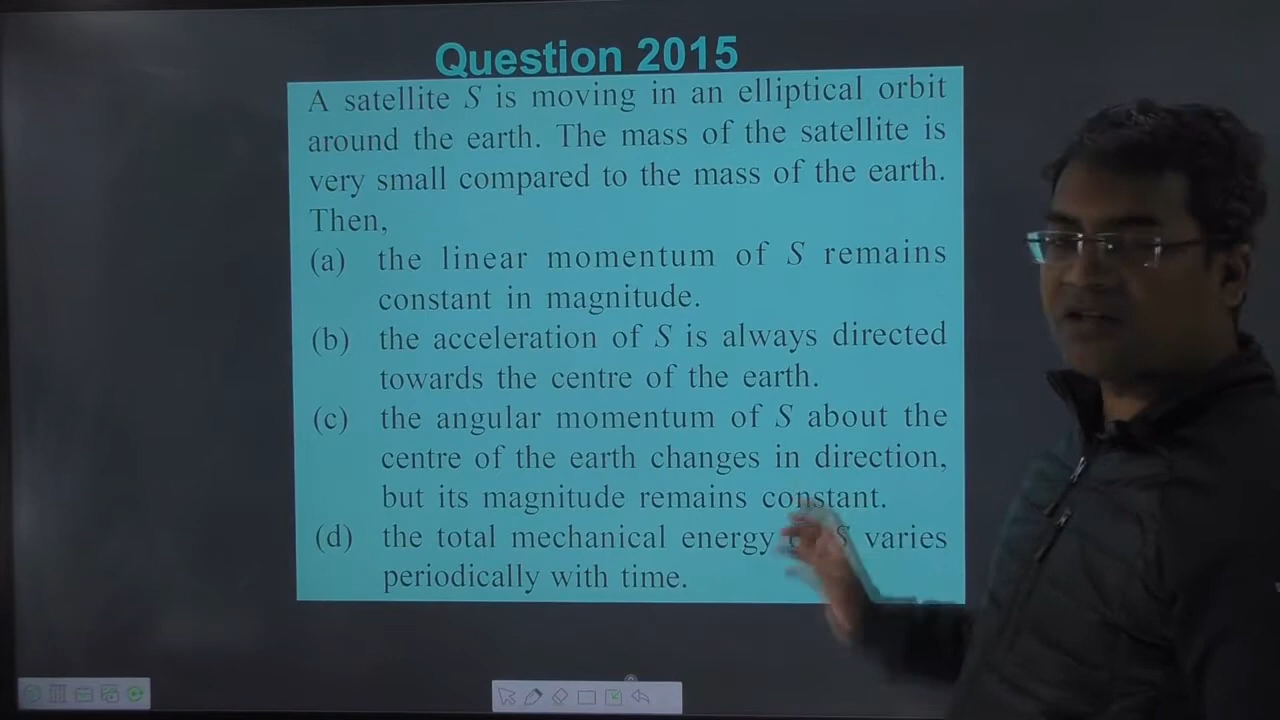 Question 2015
A satellite S is moving in an elliptical orbit
around the earth. The mass of the satellite is
very small compared to the mass of the earth.
Then,
(a) the linear momentum of S remains
constant in magnitude.
(b) the acceleration of S is always directed
towards the centre of the earth.
(c) the angular momentum of S about the
centre of the earth changes in direction,
but its magnitude remains constant.
(d) the total mechanical energy S varies
periodically with time.